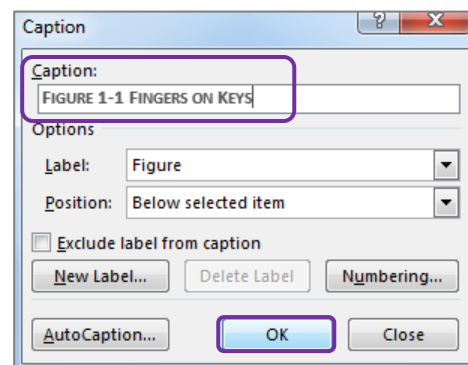 Caption
Caption:
FIGURE 1-1 FINGERS ON KEYS
Options
Label: Figure
Position: Below selected item
Exclude label from caption
New Label... Delete Label Numbering...
AutoCaption... OK Close